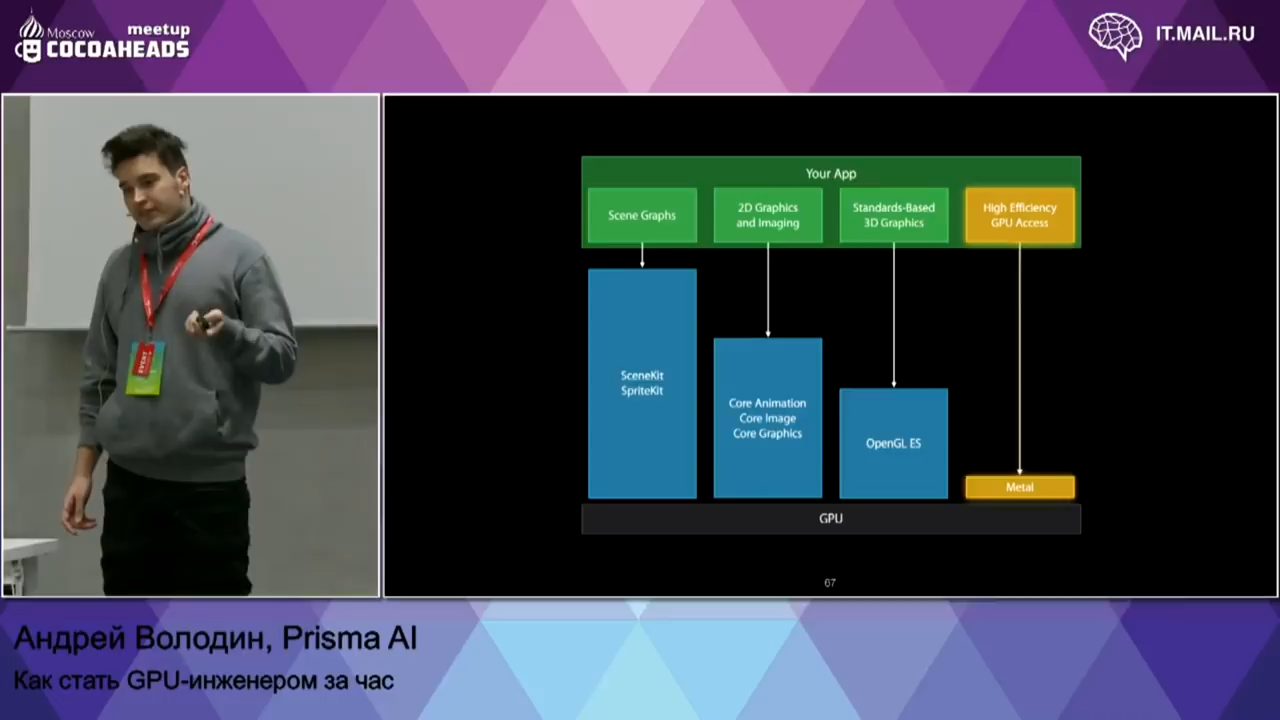 Moscow
meetup
COCOAHEADS
IT.MAIL.RU
Your App
Scene Graphs
2D Graphics
and Imaging
Standards-Based
3D Graphics
High Efficiency
GPU Access
SceneKit
SpriteKit
Core Animation
Core Image
Core Graphics
OpenGL ES
Metal
GPU
67
EVENT
Андрей Володин, Prisma AI
Как стать GPU-инженером за час